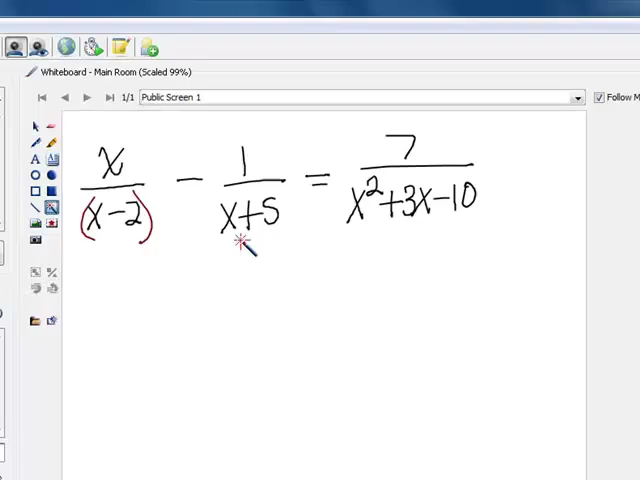 Whiteboard - Main Room (Scaled 99%)
1/1 Public Screen 1 Follow M
x/(x-2) - 1/x+5 = 7/x²+3x-10